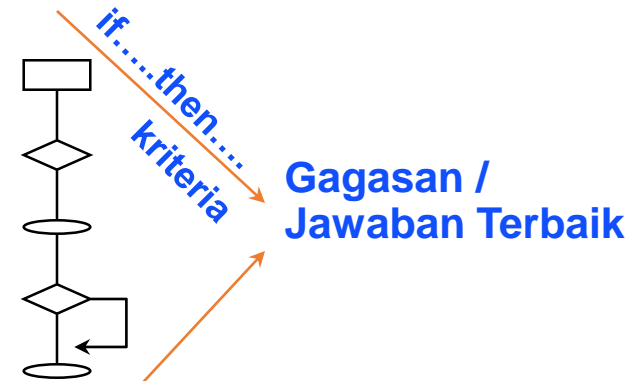 if.....then....
kriteria
Gagasan /
Jawaban Terbaik